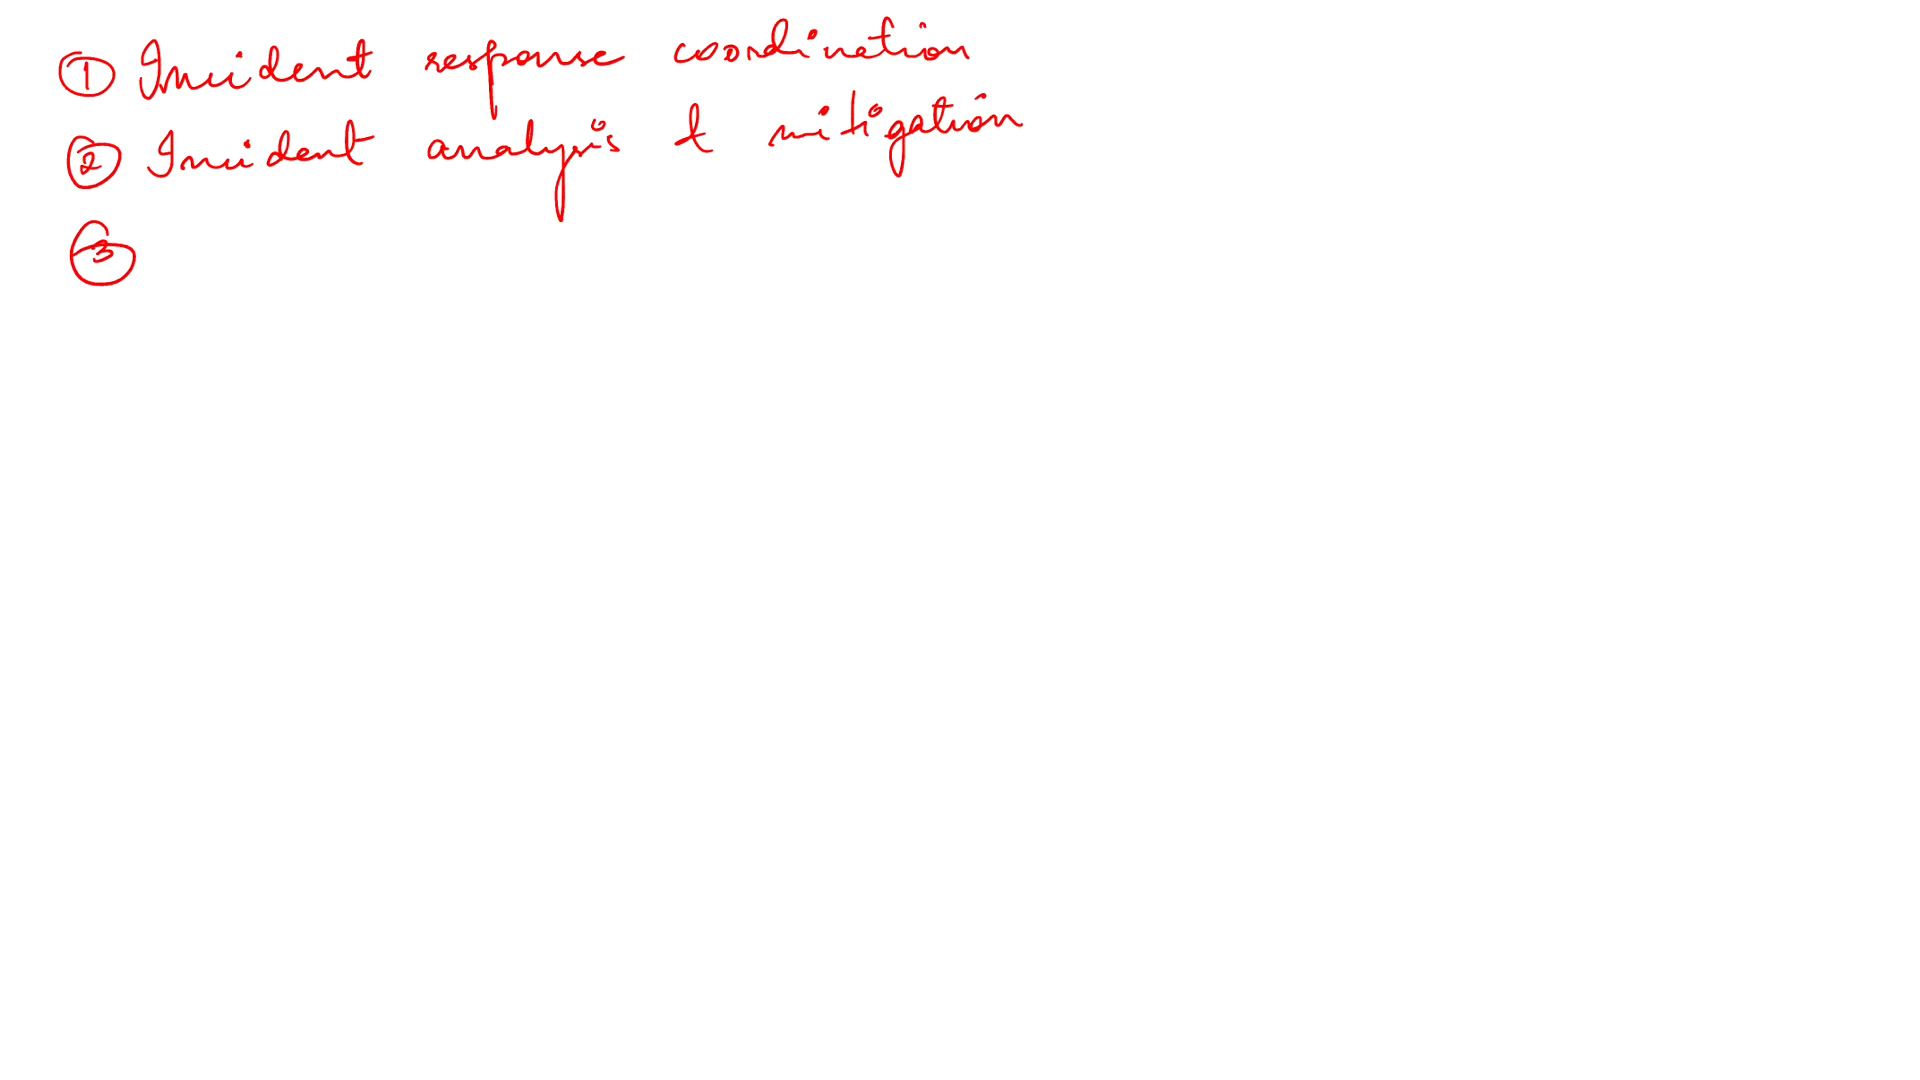 ① Incident response coordination
② Incident analysis & mitigation
③